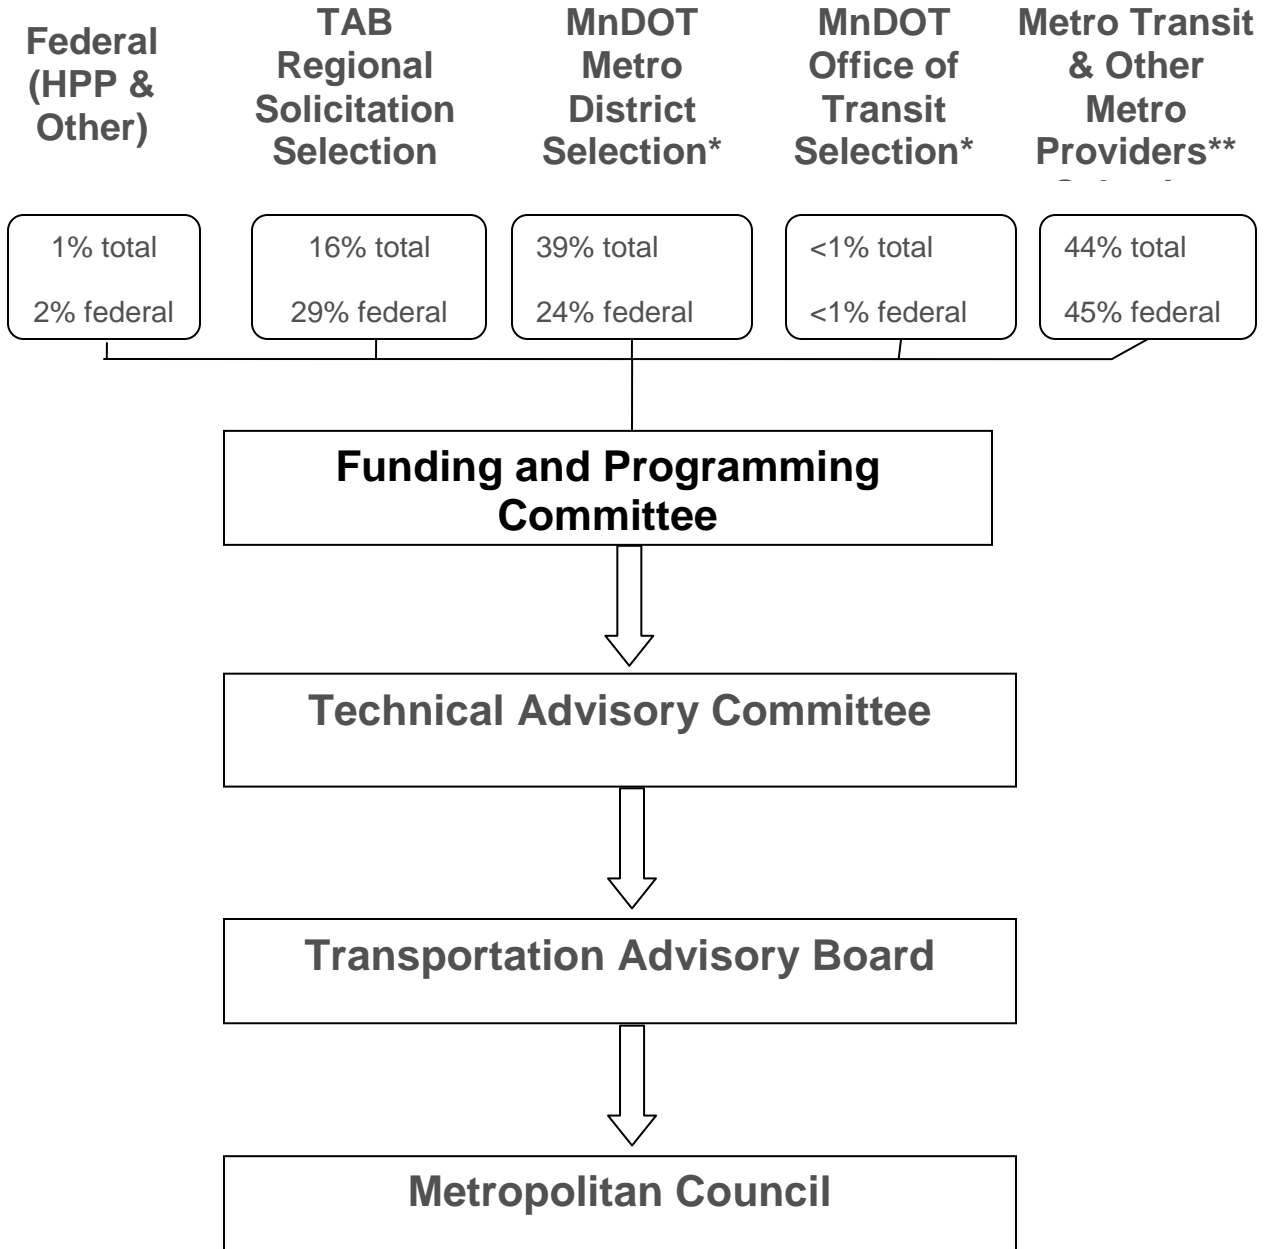 Federal
(HPP &
Other)
TAB
Regional
Solicitation
Selection
MnDOT
Metro
District
Selection*
MnDOT
Office of
Transit
Selection*
Metro Transit
& Other
Metro
Providers**
1% total
2% federal
16% total
29% federal
39% total
24% federal
<1% total
<1% federal
44% total
45% federal
Funding and Programming
Committee
Technical Advisory Committee
Transportation Advisory Board
Metropolitan Council